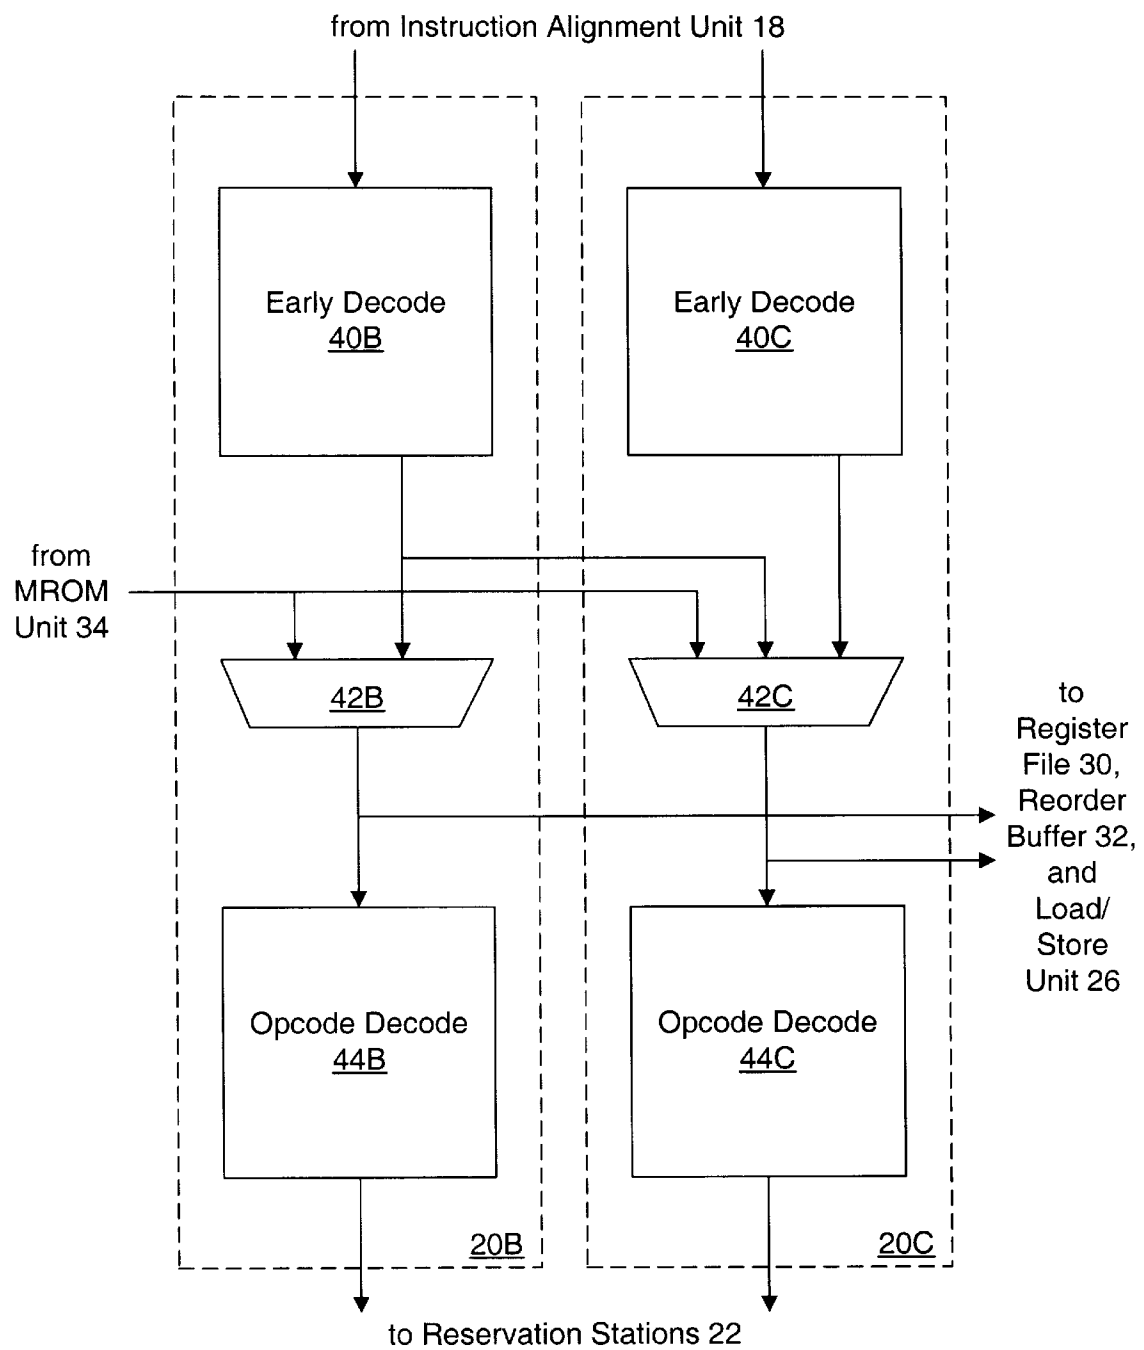 from Instruction Alignment Unit 18
Early Decode
40B
Early Decode
40C
from
MROM
Unit 34
42B
42C
to
Register
File 30,
Reorder
Buffer 32,
and
Load/
Store
Unit 26
Opcode Decode
44B
Opcode Decode
44C
20B
20C
to Reservation Stations 22